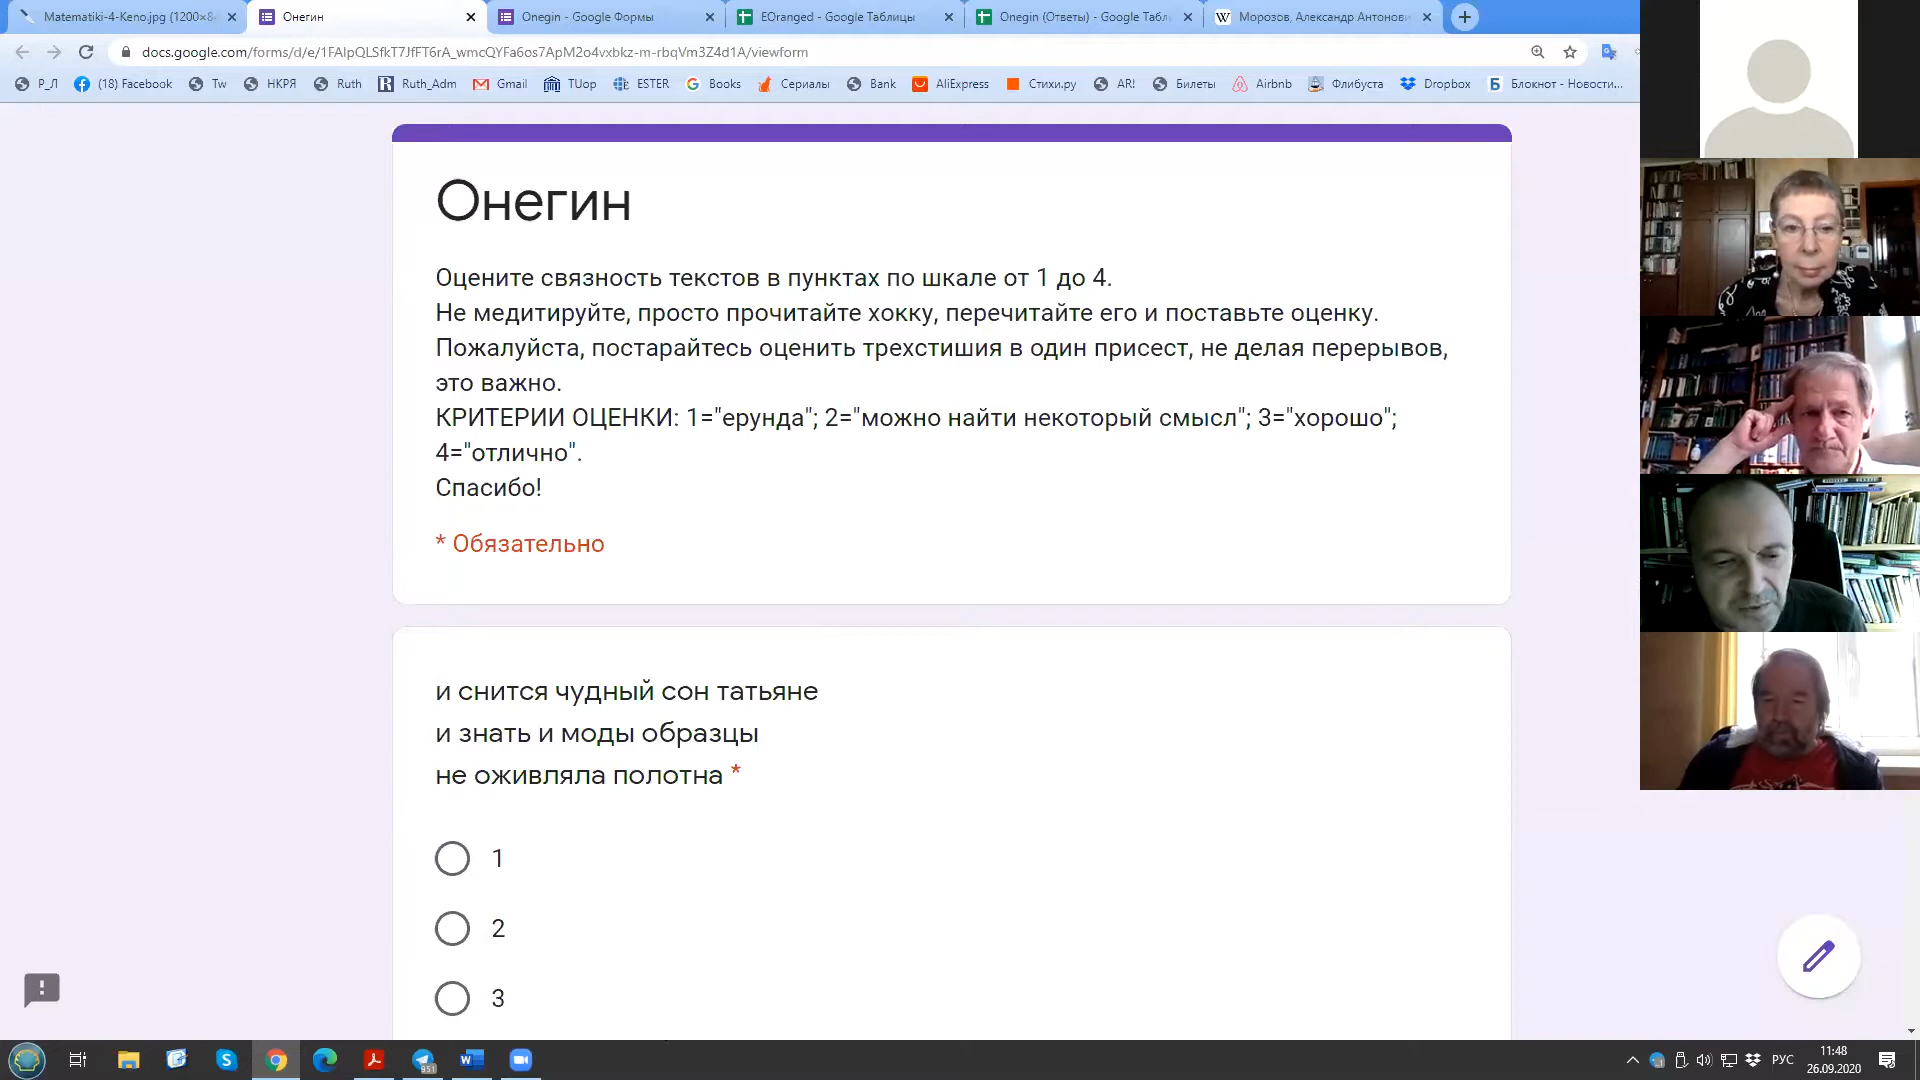 Matematiki-4-Keno.jpg (1200×8
Онегин
Onegin - Google Формы
EOranged - Google Таблицы
Onegin (Ответы) - Google Табл
Морозов, Александр Антонови
docs.google.com/forms/d/e/1FAIpQLSfkT7JfFT6rA_wmcQYFa6os7ApM2o4vxbkz-m-rbqVm3Z4d1A/viewform
Р_Л
(18) Facebook
Tw
НКРЯ
Ruth
Ruth_Adm
Gmail
TUop
ESTER
Books
Сериалы
Bank
AliExpress
Стихи.ру
AR!
Билеты
Airbnb
Флибуста
Dropbox
Блокнот - Новости...
Онегин
Оцените связность текстов в пунктах по шкале от 1 до 4.
Не медитируйте, просто прочитайте хокку, перечитайте его и поставьте оценку.
Пожалуйста, постарайтесь оценить трехстишия в один присест, не делая перерывов,
это важно.
КРИТЕРИИ ОЦЕНКИ: 1="ерунда"; 2="можно найти некоторый смысл"; 3="хорошо";
4="отлично".
Спасибо!
* Обязательно
и снится чудный сон татьяне
и знать и моды образцы
не оживляла полотна *
1
2
3
951
РУС
11:48
26.09.2020